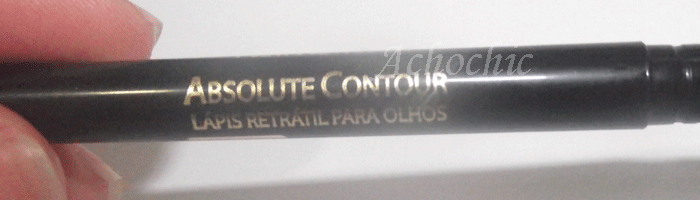 Achochic
ABSOLUTE CONTOUR
LÁPIS RETRÁTIL PARA OLHOS